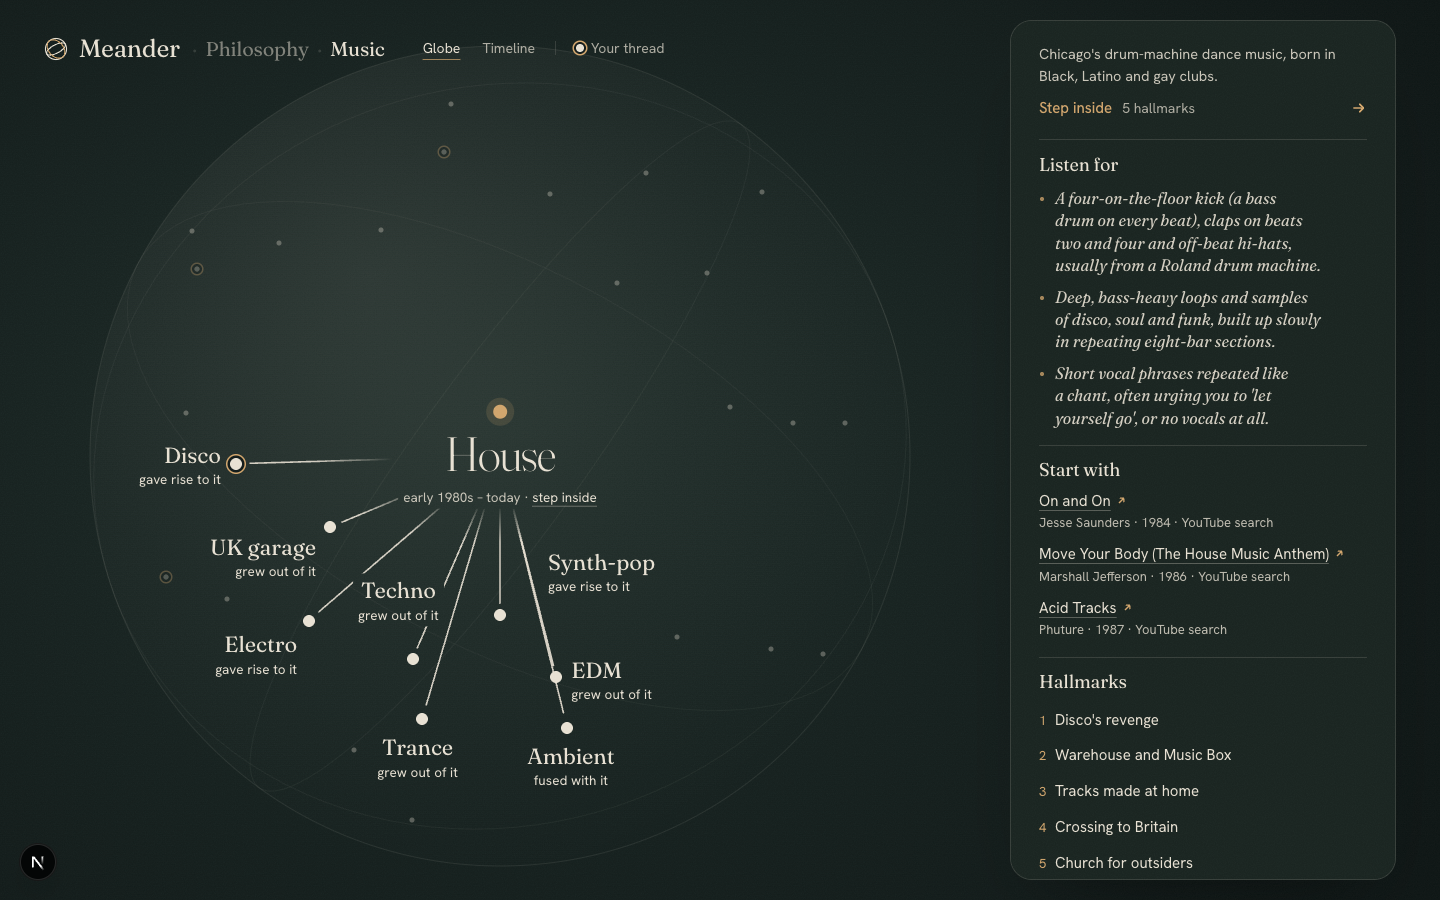 Meander · Philosophy · Music
Globe Timeline Your thread
Disco
gave rise to it
House
early 1980s – today · step inside
UK garage
grew out of it
Synth-pop
gave rise to it
Techno
grew out of it
Electro
gave rise to it
EDM
grew out of it
Trance
grew out of it
Ambient
fused with it
N
Chicago's drum-machine dance music, born in
Black, Latino and gay clubs.
Step inside 5 hallmarks →
Listen for
• A four-on-the-floor kick (a bass
drum on every beat), claps on beats
two and four and off-beat hi-hats,
usually from a Roland drum machine.
• Deep, bass-heavy loops and samples
of disco, soul and funk, built up slowly
in repeating eight-bar sections.
• Short vocal phrases repeated like
a chant, often urging you to 'let
yourself go', or no vocals at all.
Start with
On and On ↗
Jesse Saunders · 1984 · YouTube search
Move Your Body (The House Music Anthem) ↗
Marshall Jefferson · 1986 · YouTube search
Acid Tracks ↗
Phuture · 1987 · YouTube search
Hallmarks
1 Disco's revenge
2 Warehouse and Music Box
3 Tracks made at home
4 Crossing to Britain
5 Church for outsiders